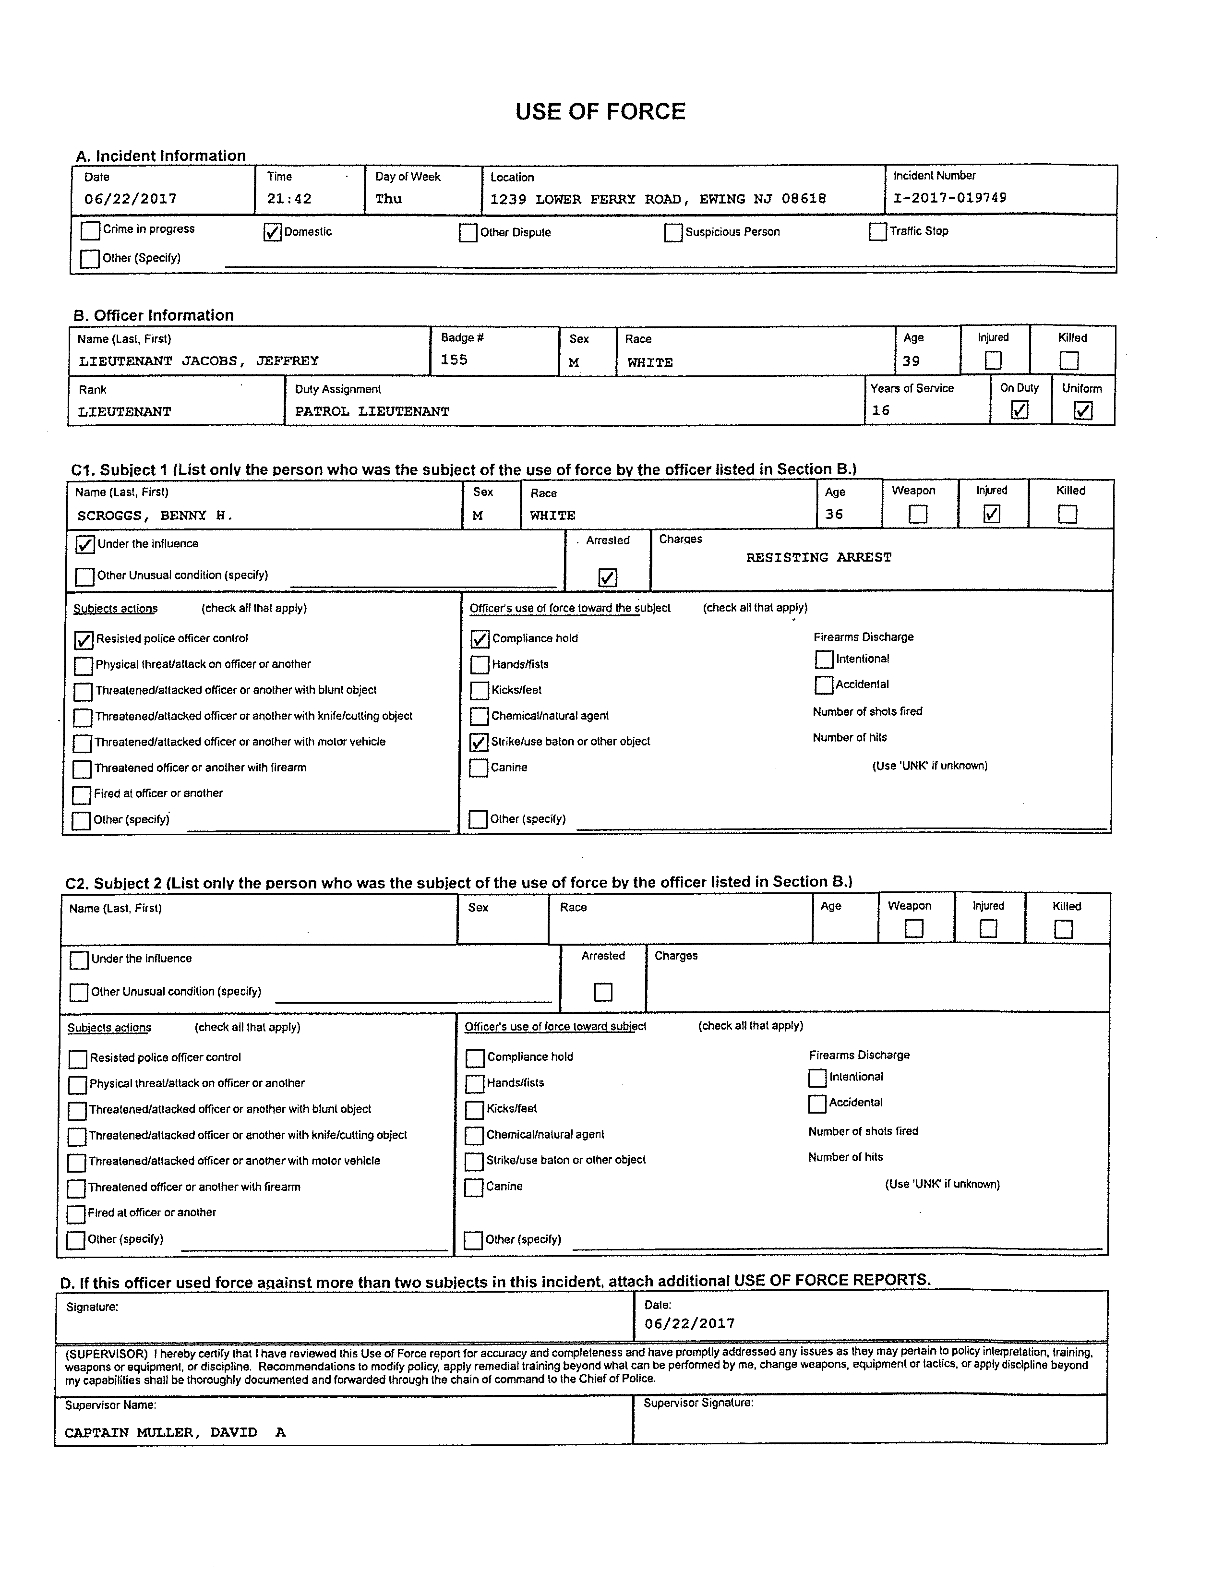 USE OF FORCE
A. Incident Information
Date Time Day of Week Location Incident Number
06/22/2017 21:42 Thu 1239 LOWER FERRY ROAD, EWING NJ 08618 I-2017-019749
Crime in progress Domestic Other Dispute Suspicious Person Traffic Stop
Other (Specify)
B. Officer Information
Name (Last, First) Badge # Sex Race Age Injured Killed
LIEUTENANT JACOBS, JEFFREY 155 M WHITE 39
Rank Duty Assignment Years of Service On Duty Uniform
LIEUTENANT PATROL LIEUTENANT 16
C1. Subject 1 (List only the person who was the subject of the use of force by the officer listed in Section B.)
Name (Last, First) Sex Race Age Weapon Injured Killed
SCROGGS, BENNY H. M WHITE 36
Under the influence Arrested Charges
RESISTING ARREST
Other Unusual condition (specify)
Subjects actions (check all that apply) Officer's use of force toward the subject (check all that apply)
Resisted police officer control Compliance hold Firearms Discharge
Physical threat/attack on officer or another Hands/fists Intentional
Threatened/attacked officer or another with blunt object Kicks/feet Accidental
Threatened/attacked officer or another with knife/cutting object Chemical/natural agent Number of shots fired
Threatened/attacked officer or another with motor vehicle Strike/use baton or other object Number of hits
Threatened officer or another with firearm Canine (Use 'UNK' if unknown)
Fired at officer or another
Other (specify) Other (specify)
C2. Subject 2 (List only the person who was the subject of the use of force by the officer listed in Section B.)
Name (Last, First) Sex Race Age Weapon Injured Killed
Under the influence Arrested Charges
Other Unusual condition (specify)
Subjects actions (check all that apply) Officer's use of force toward subject (check all that apply)
Resisted police officer control Compliance hold Firearms Discharge
Physical threat/attack on officer or another Hands/fists Intentional
Threatened/attacked officer or another with blunt object Kicks/feet Accidental
Threatened/attacked officer or another with knife/cutting object Chemical/natural agent Number of shots fired
Threatened/attacked officer or another with motor vehicle Strike/use baton or other object Number of hits
Threatened officer or another with firearm Canine (Use 'UNK' if unknown)
Fired at officer or another
Other (specify) Other (specify)
D. If this officer used force against more than two subjects in this incident, attach additional USE OF FORCE REPORTS.
Signature: Date:
06/22/2017
(SUPERVISOR) I hereby certify that I have reviewed this Use of Force report for accuracy and completeness and have promptly addressed any issues as they may pertain to policy interpretation, training,
weapons or equipment, or discipline. Recommendations to modify policy, apply remedial training beyond what can be performed by me, change weapons, equipment or tactics, or apply discipline beyond
my capabilities shall be thoroughly documented and forwarded through the chain of command to the Chief of Police.
Supervisor Name: Supervisor Signature:
CAPTAIN MULLER, DAVID A